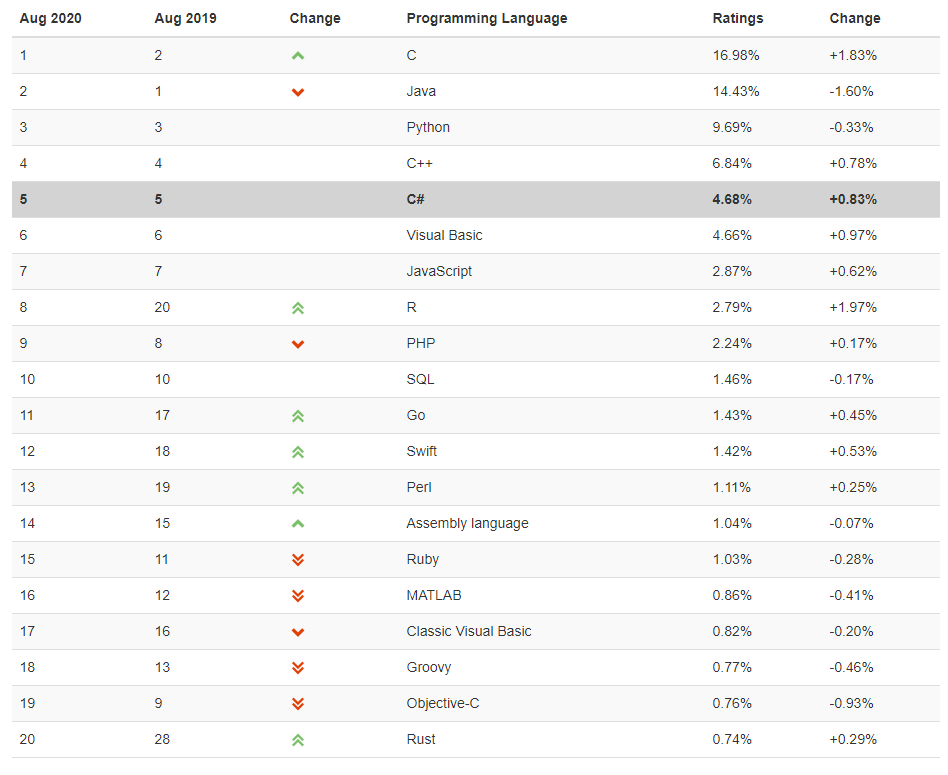 Aug 2020 Aug 2019 Change Programming Language Ratings Change
1 2 C 16.98% +1.83%
2 1 Java 14.43% -1.60%
3 3 Python 9.69% -0.33%
4 4 C++ 6.84% +0.78%
5 5 C# 4.68% +0.83%
6 6 Visual Basic 4.66% +0.97%
7 7 JavaScript 2.87% +0.62%
8 20 R 2.79% +1.97%
9 8 PHP 2.24% +0.17%
10 10 SQL 1.46% -0.17%
11 17 Go 1.43% +0.45%
12 18 Swift 1.42% +0.53%
13 19 Perl 1.11% +0.25%
14 15 Assembly language 1.04% -0.07%
15 11 Ruby 1.03% -0.28%
16 12 MATLAB 0.86% -0.41%
17 16 Classic Visual Basic 0.82% -0.20%
18 13 Groovy 0.77% -0.46%
19 9 Objective-C 0.76% -0.93%
20 28 Rust 0.74% +0.29%